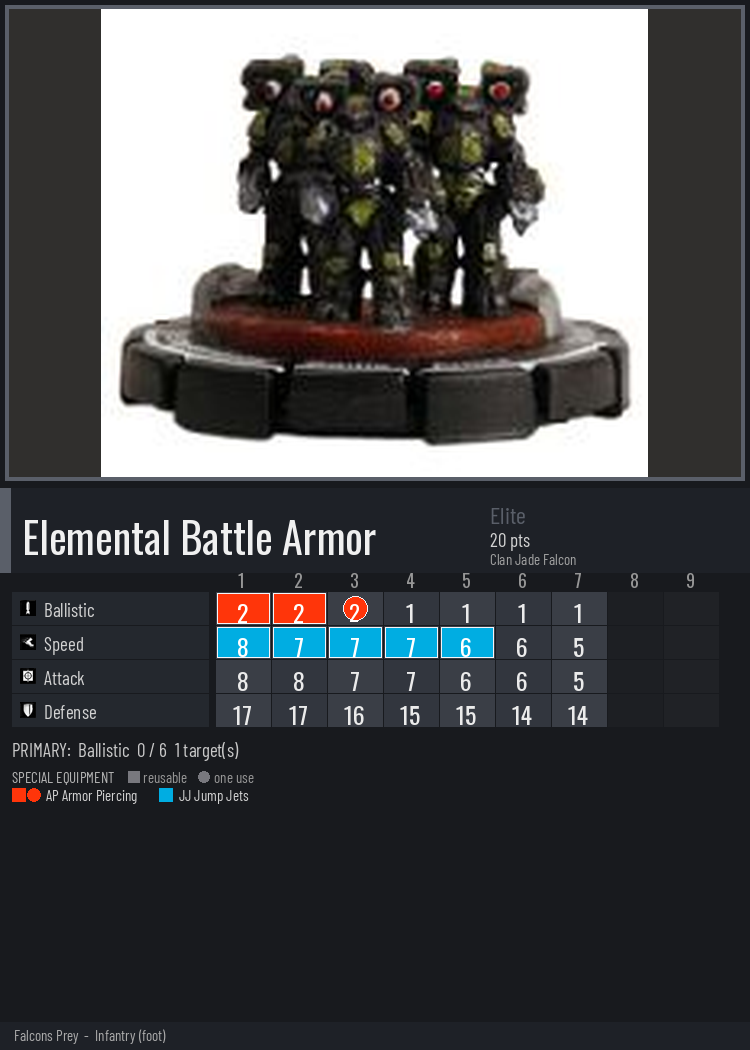 Elemental Battle Armor
Elite
20 pts
Clan Jade Falcon
1 2 3 4 5 6 7 8 9
Ballistic 2 2 2 1 1 1 1
Speed 8 7 7 7 6 6 5
Attack 8 8 7 7 6 6 5
Defense 17 17 16 15 15 14 14
PRIMARY: Ballistic 0 / 6 1 target(s)
SPECIAL EQUIPMENT reusable one use
AP Armor Piercing JJ Jump Jets
Falcons Prey - Infantry (foot)